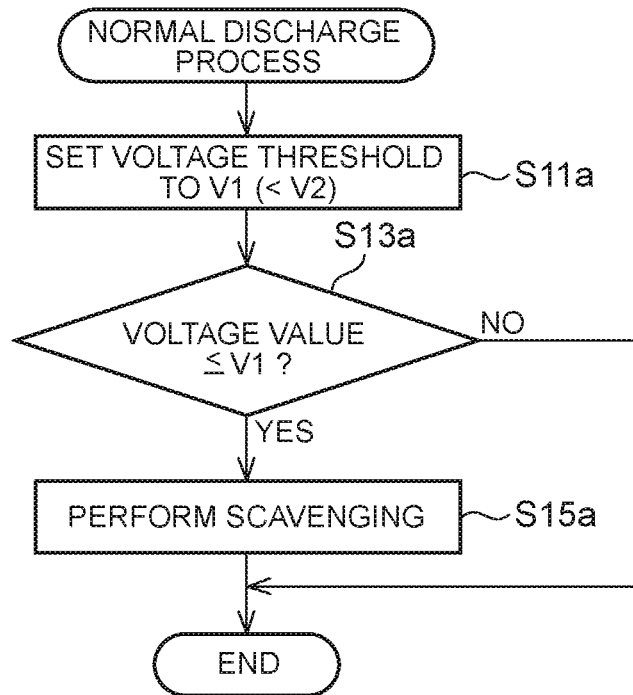 NORMAL DISCHARGE
PROCESS
SET VOLTAGE THRESHOLD
TO V1 (< V2)
S11a
S13a
VOLTAGE VALUE
≤ V1 ?
NO
YES
PERFORM SCAVENGING
S15a
END